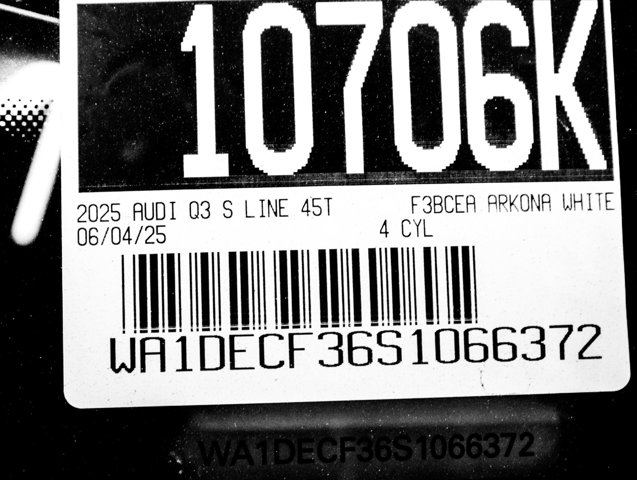 10706K
2025 AUDI Q3 S LINE 45T F3BCEA ARKONA WHITE
06/04/25 4 CYL
WA1DECF36S1066372
WA1DECF36S1066372